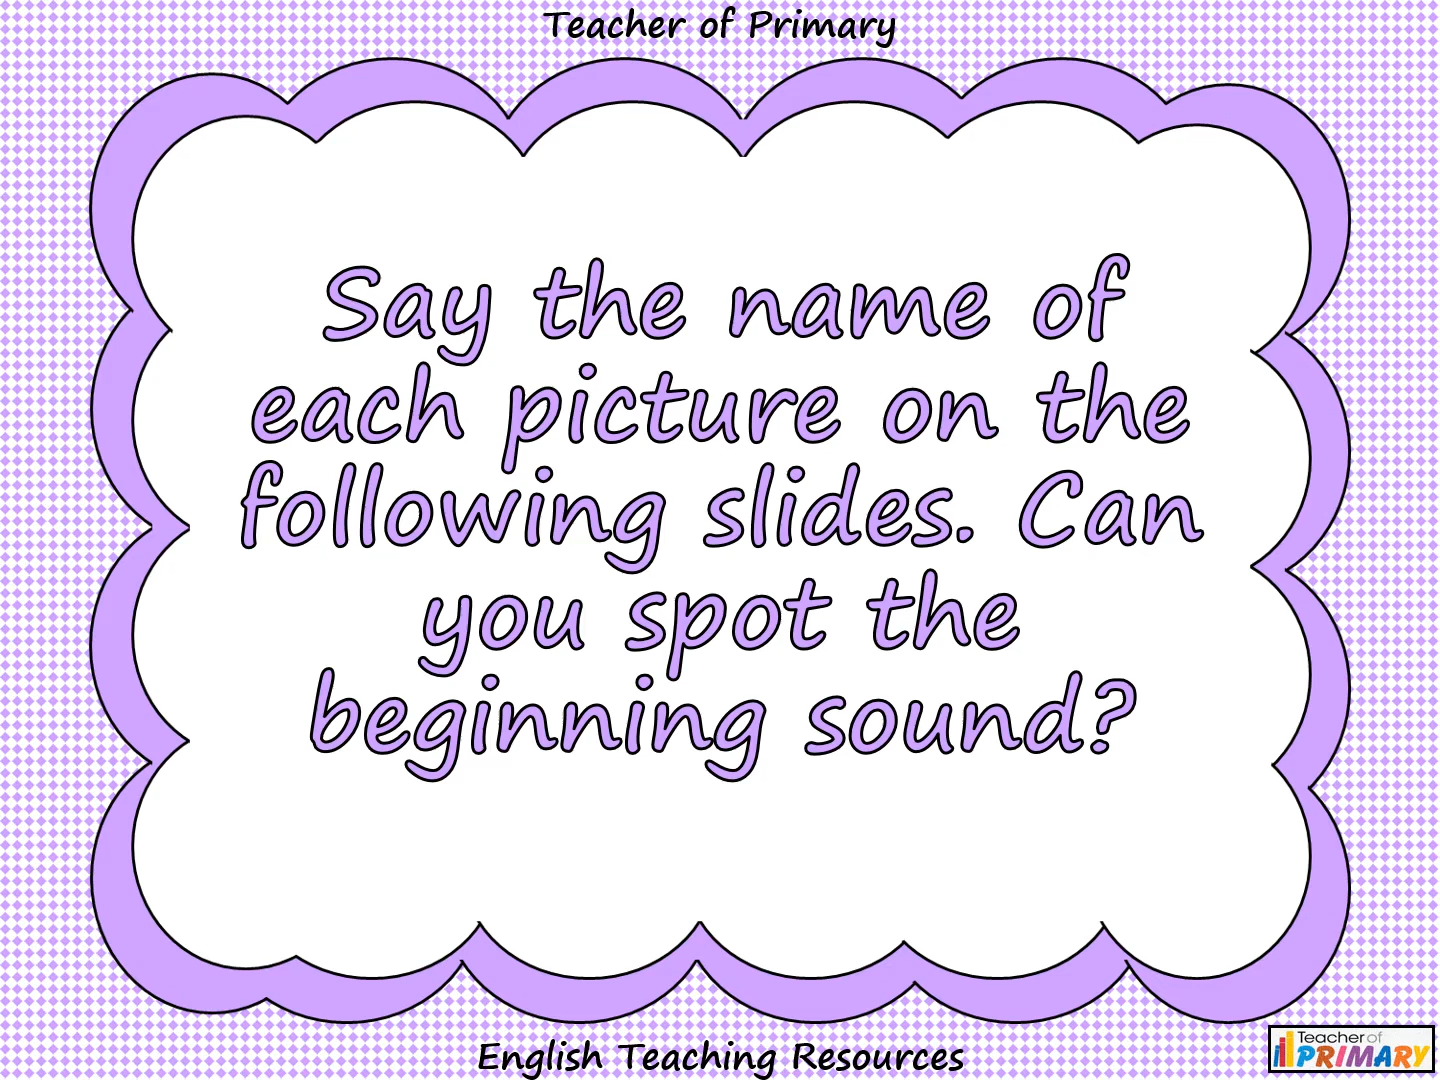 Teacher of Primary
Say the name of
each picture on the
following slides. Can
you spot the
beginning sound?
English Teaching Resources
Teacher of
PRIMARY